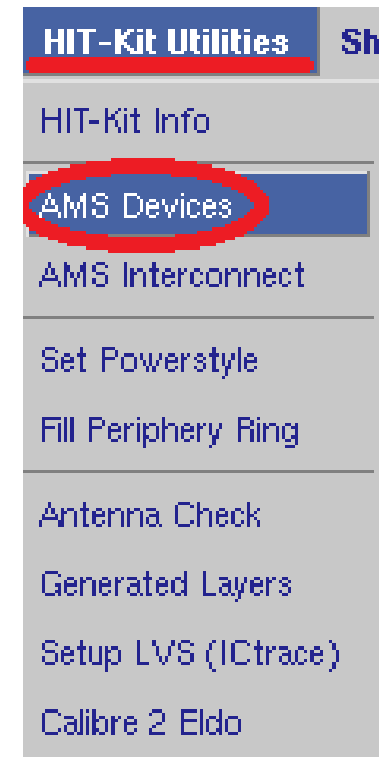 HIT-Kit Utilities Sh
HIT-Kit Info
AMS Devices
AMS Interconnect
Set Powerstyle
Fill Periphery Ring
Antenna Check
Generated Layers
Setup LVS (ICtrace)
Calibre 2 Eldo